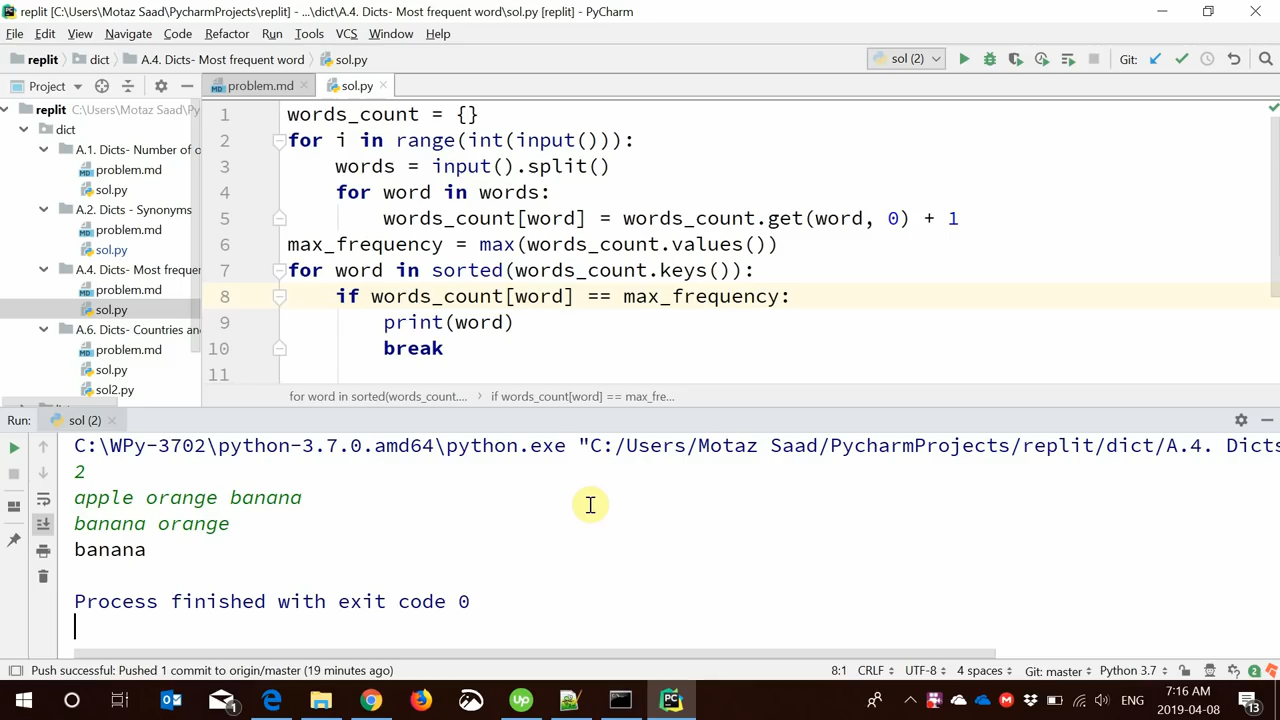 replit [C:\Users\Motaz Saad\PycharmProjects\replit] - ...\dict\A.4. Dicts- Most frequent word\sol.py [replit] - PyCharm
File Edit View Navigate Code Refactor Run Tools VCS Window Help
replit dict A.4. Dicts- Most frequent word sol.py sol (2) Git:
Project problem.md sol.py
replit C:\Users\Motaz Saad\Py
dict
A.1. Dicts- Number of o
problem.md
sol.py
A.2. Dicts - Synonyms
problem.md
sol.py
A.4. Dicts- Most freque
problem.md
sol.py
A.6. Dicts- Countries an
problem.md
sol.py
sol2.py
1 words_count = {}
2 for i in range(int(input())):
3 words = input().split()
4 for word in words:
5 words_count[word] = words_count.get(word, 0) + 1
6 max_frequency = max(words_count.values())
7 for word in sorted(words_count.keys()):
8 if words_count[word] == max_frequency:
9 print(word)
10 break
11
for word in sorted(words_count.... › if words_count[word] == max_fre...
Run: sol (2)
C:\WPy-3702\python-3.7.0.amd64\python.exe "C:/Users/Motaz Saad/PycharmProjects/replit/dict/A.4. Dicts
2
apple orange banana
banana orange
banana
Process finished with exit code 0
Push successful: Pushed 1 commit to origin/master (19 minutes ago) 8:1 CRLF UTF-8 4 spaces Git: master Python 3.7 2
1 ENG 7:16 AM 13
2019-04-08